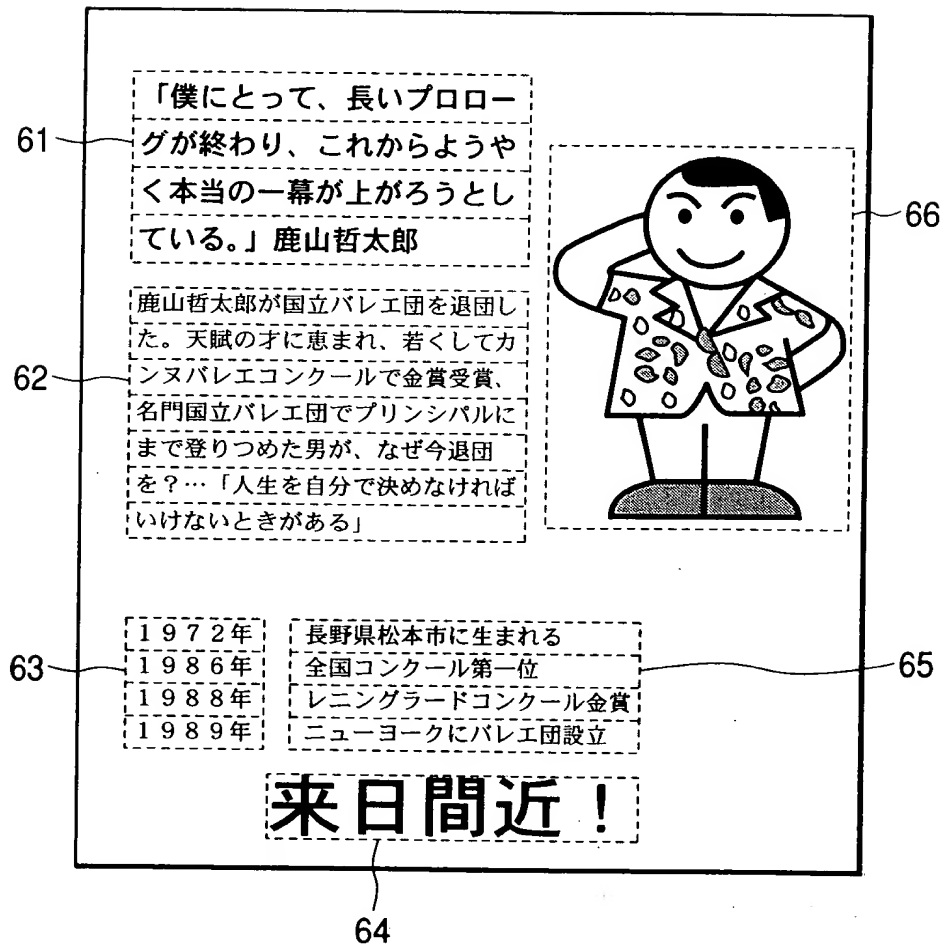 「僕にとって、長いプロロー
グが終わり、これからようや
く本当の一幕が上がろうとし
ている。」鹿山哲太郎
61
66
鹿山哲太郎が国立バレエ団を退団し
た。天賦の才に恵まれ、若くしてカ
ンヌバレエコンクールで金賞受賞、
名門国立バレエ団でプリンシパルに
まで登りつめた男が、なぜ今退団
を?…「人生を自分で決めなければ
いけないときがある」
62
1972年 長野県松本市に生まれる
1986年 全国コンクール第一位
1988年 レニングラードコンクール金賞
1989年 ニューヨークにバレエ団設立
63
65
来日間近!
64